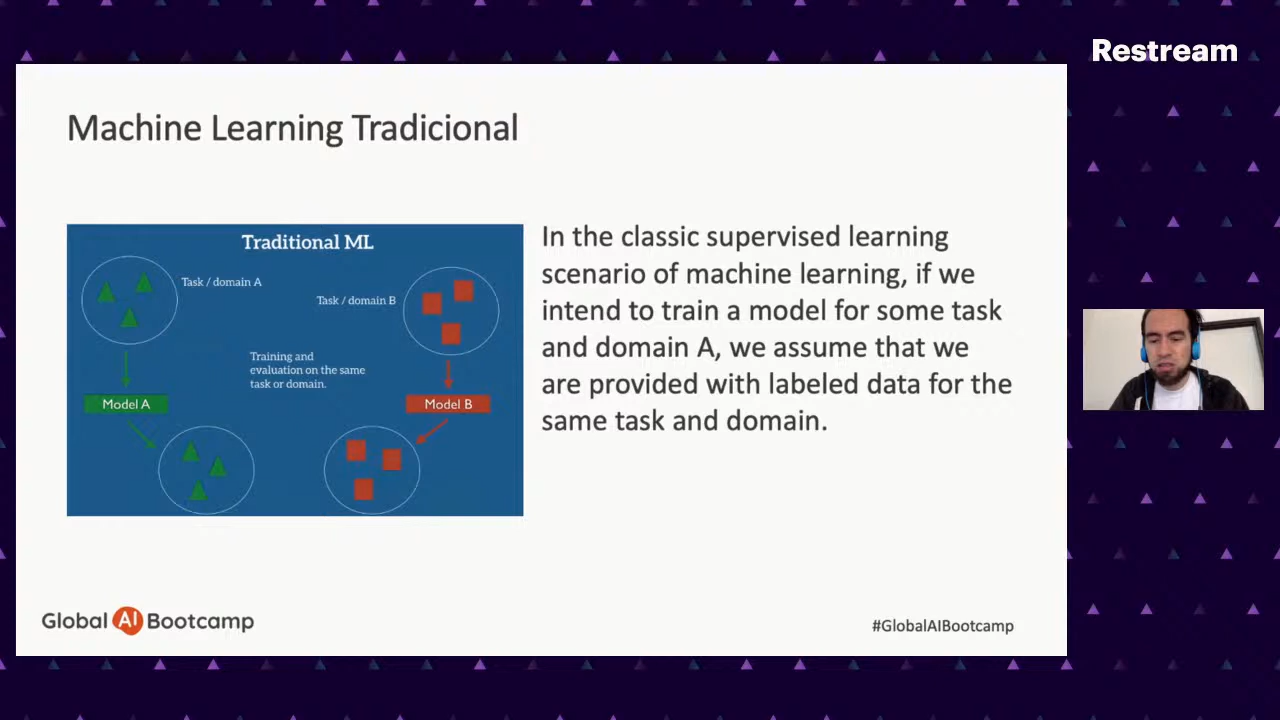 Restream
Machine Learning Tradicional
Traditional ML
Task / domain A
Task / domain B
Training and
evaluation on the same
task or domain.
Model A
Model B
In the classic supervised learning
scenario of machine learning, if we
intend to train a model for some task
and domain A, we assume that we
are provided with labeled data for the
same task and domain.
Global AI Bootcamp
#GlobalAIBootcamp